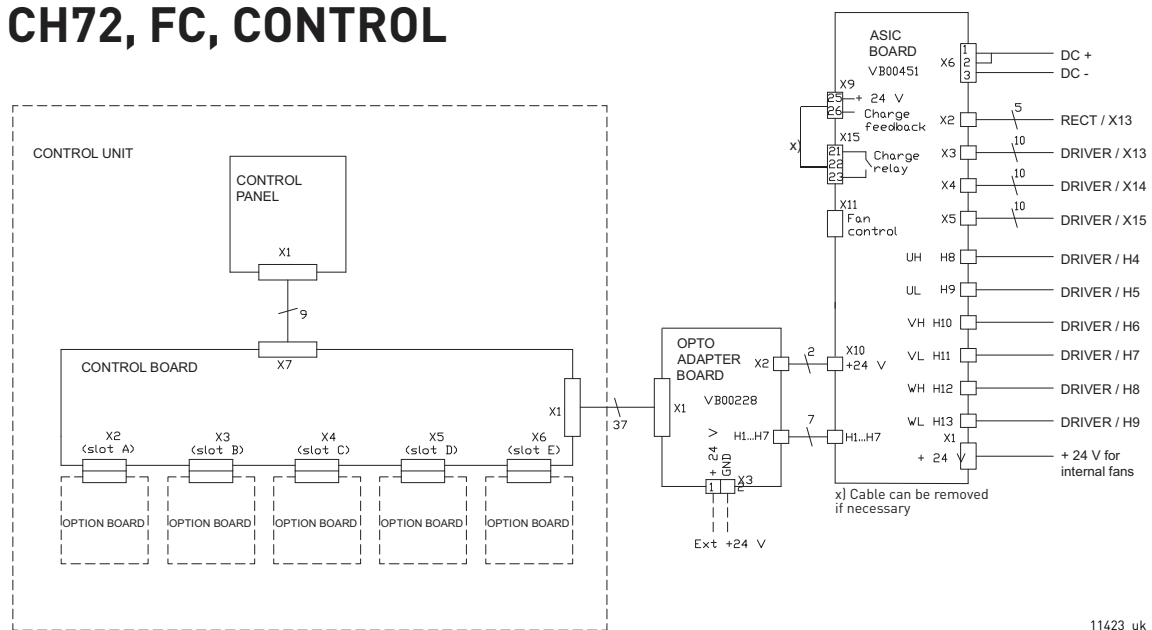 CH72, FC, CONTROL
CONTROL UNIT
CONTROL
PANEL
X1
9
X7
CONTROL BOARD
X1
37
X2
(slot A)
X3
(slot B)
X4
(slot C)
X5
(slot D)
X6
(slot E)
OPTION BOARD
OPTION BOARD
OPTION BOARD
OPTION BOARD
OPTION BOARD
OPTO
ADAPTER
BOARD
VB00228
X1
X2
2
H1...H7
7
+ 24 V
GND
X3
1
2
Ext +24 V
ASIC
BOARD
VB00451
X9
25
+ 24 V
26
Charge
feedback
x)
X15
21
22
23
Charge
relay
X11
Fan
control
X10
+24 V
H1...H7
X6
1
2
3
DC +
DC -
X2
5
RECT / X13
X3
10
DRIVER / X13
X4
10
DRIVER / X14
X5
10
DRIVER / X15
UH H8
DRIVER / H4
UL H9
DRIVER / H5
VH H10
DRIVER / H6
VL H11
DRIVER / H7
WH H12
DRIVER / H8
WL H13
DRIVER / H9
X1
+ 24 V
+ 24 V for
internal fans
x) Cable can be removed
if necessary
11423_uk